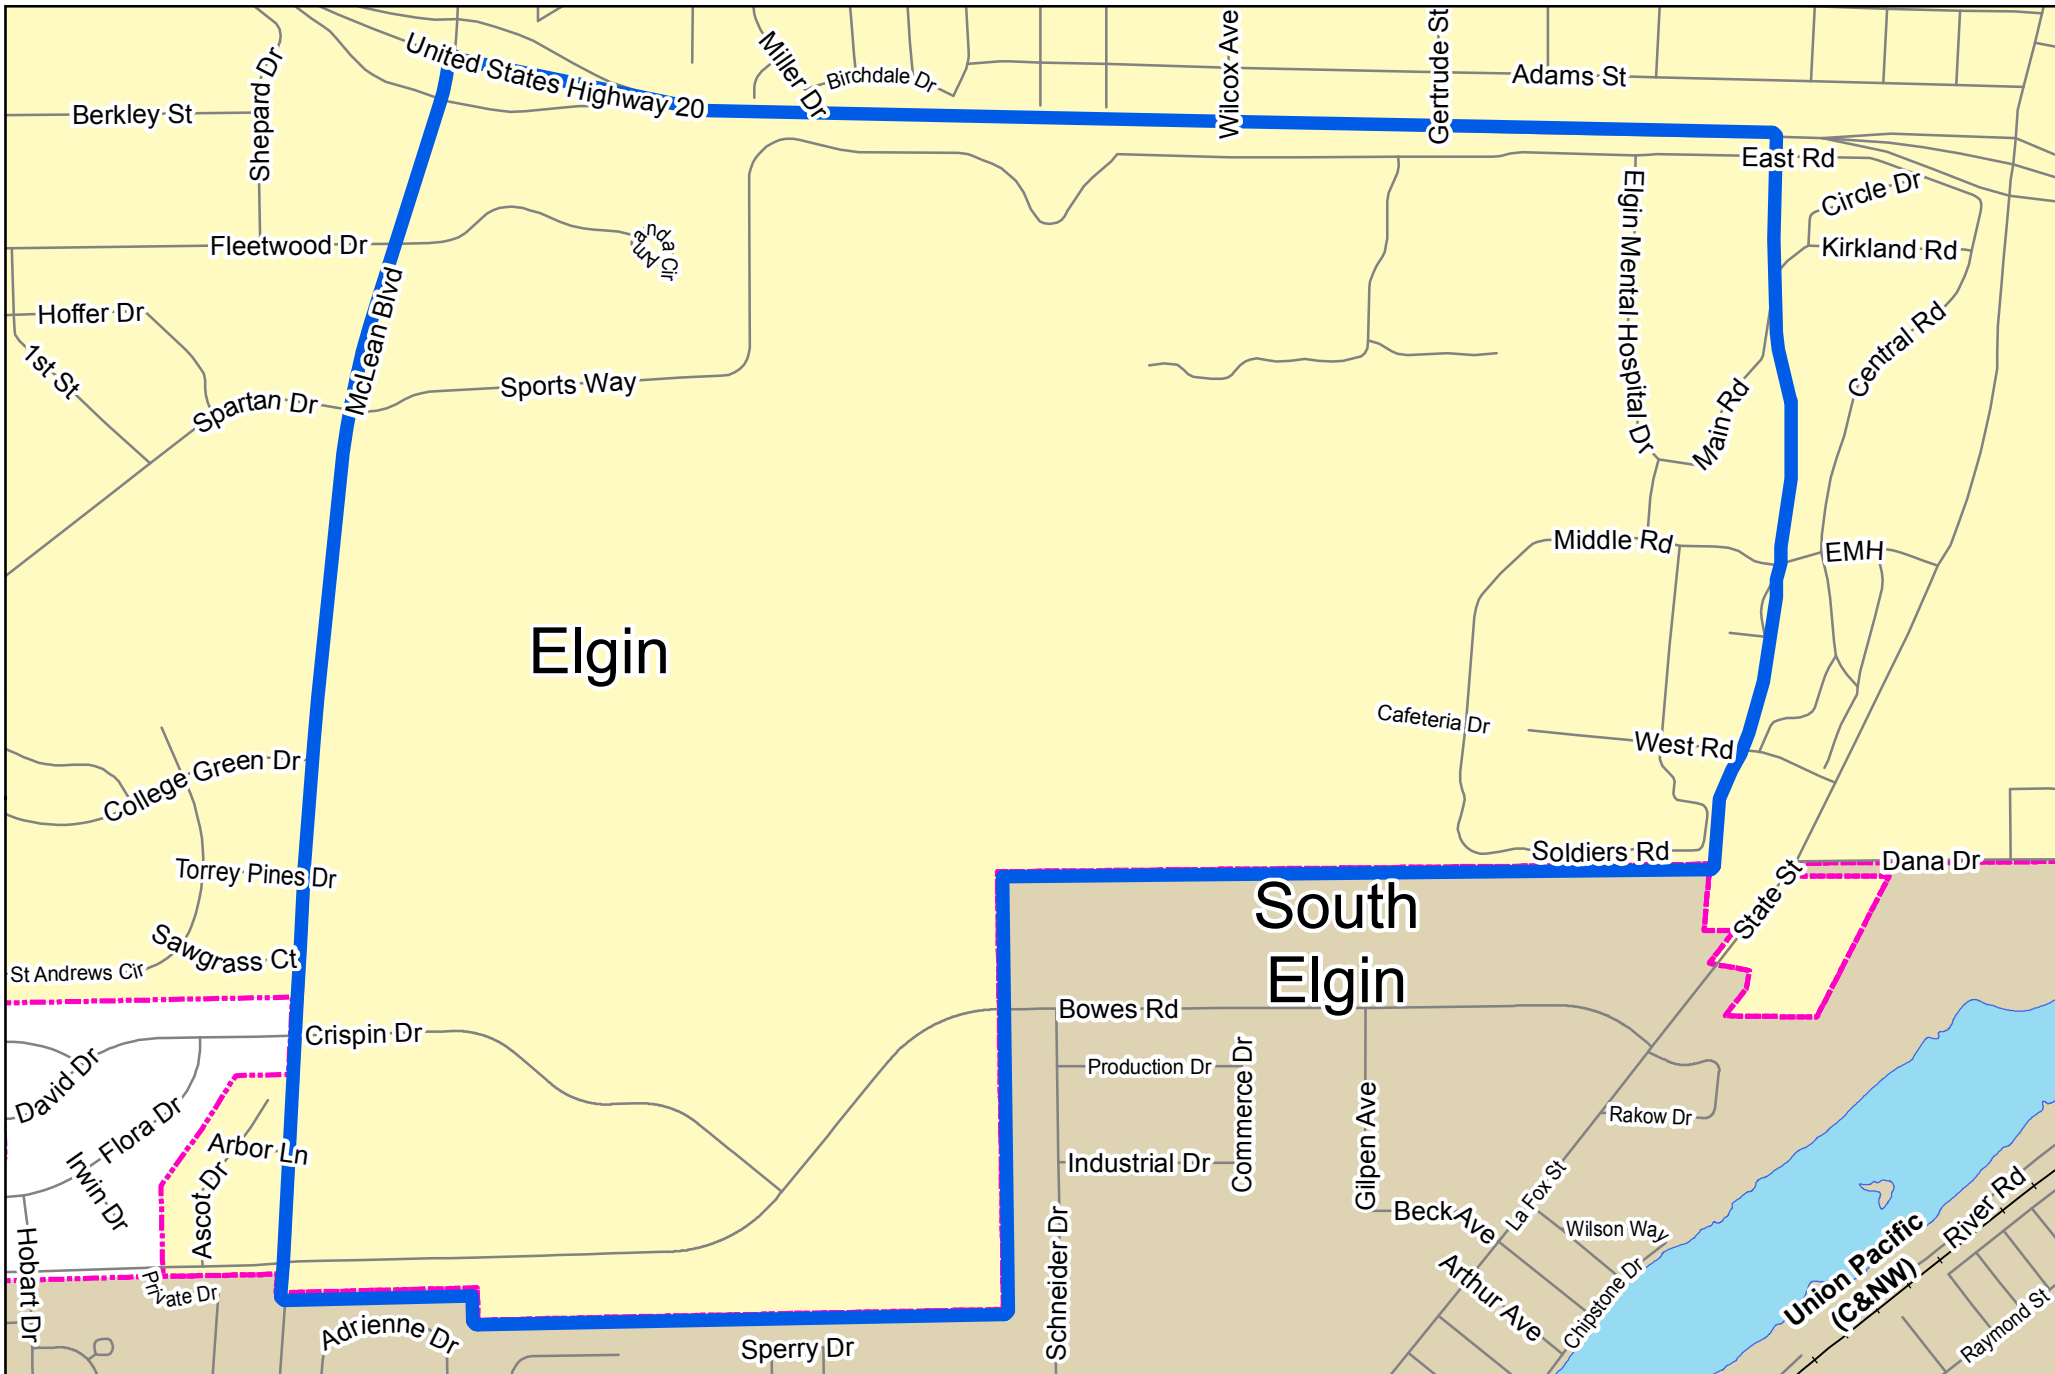 United States Highway 20
Miller Dr
Birchdale Dr
Wilcox Ave
Gertrude St
Adams St
Shepard Dr
Berkley St
East Rd
Circle Dr
Kirkland Rd
Elgin Mental Hospital Dr
Fleetwood Dr
Amanda Cir
McLean Blvd
Hoffer Dr
1st St
Spartan Dr
Sports Way
Central Rd
Main Rd
Middle Rd
EMH
Elgin
Cafeteria Dr
West Rd
College Green Dr
Torrey Pines Dr
Soldiers Rd
Dana Dr
State St
South
Elgin
Sawgrass Ct
St Andrews Cir
Bowes Rd
Crispin Dr
David Dr
Flora Dr
Irwin Dr
Arbor Ln
Ascot Dr
Production Dr
Commerce Dr
Industrial Dr
Gilpen Ave
Rakow Dr
Beck Ave
La Fox St
Wilson Way
Arthur Ave
Chipstone Dr
Schneider Dr
Hobart Dr
Private Dr
Adrienne Dr
Sperry Dr
Union Pacific
(C&NW)
River Rd
Raymond St